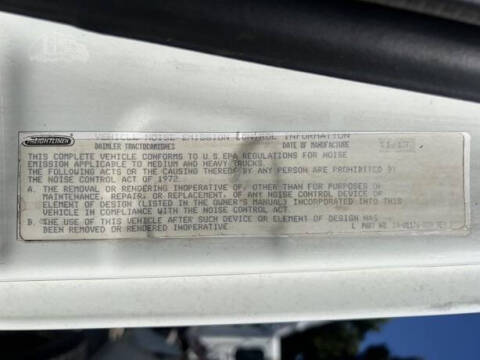 FREIGHTLINER
VEHICLE NOISE EMISSION CONTROL INFORMATION
DAIMLER TRACTOCAMIONES DATE OF MANUFACTURE
THIS COMPLETE VEHICLE CONFORMS TO U.S.EPA REGULATIONS FOR NOISE
EMISSION APPLICABLE TO MEDIUM AND HEAVY TRUCKS.
THE FOLLOWING ACTS OR THE CAUSING THEREOF BY ANY PERSON ARE PROHIBITED BY
THE NOISE CONTROL ACT OF 1972
A. THE REMOVAL OR RENDERING INOPERATIVE OF, OTHER THAN FOR PURPOSES OF
MAINTENANCE, REPAIR, OR REPLACEMENT, OF ANY NOISE CONTROL DEVICE OR
ELEMENT OF DESIGN (LISTED IN THE OWNER'S MANUAL) INCORPORATED INTO THIS
VEHICLE IN COMPLIANCE WITH THE NOISE CONTROL ACT.
B. THE USE OF THIS VEHICLE AFTER SUCH DEVICE OR ELEMENT OF DESIGN HAS
BEEN REMOVED OR RENDERED INOPERATIVE
PART NO.